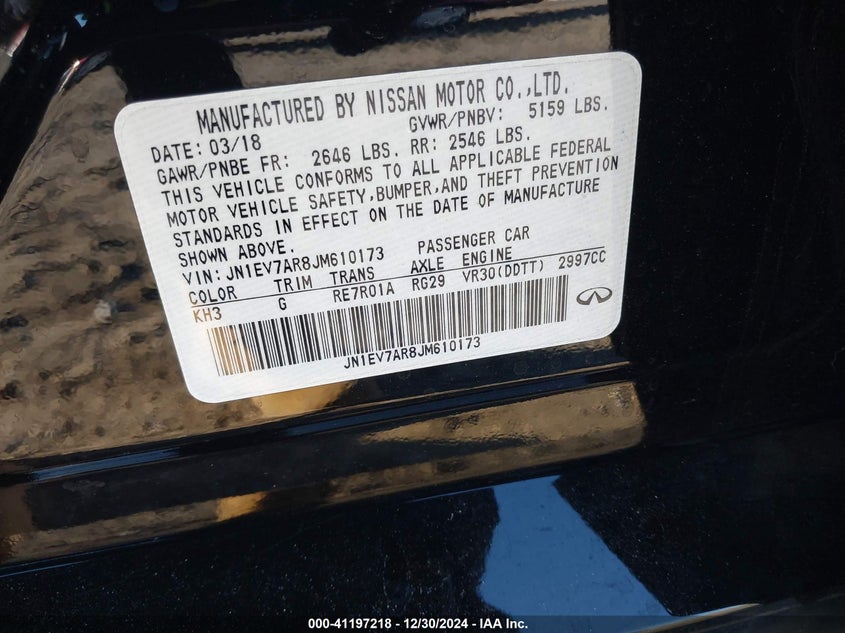 MANUFACTURED BY NISSAN MOTOR CO.,LTD.
DATE: 03/18 GVWR/PNBV: 5159 LBS.
GAWR/PNBE FR: 2646 LBS. RR: 2546 LBS.
THIS VEHICLE CONFORMS TO ALL APPLICABLE FEDERAL
MOTOR VEHICLE SAFETY,BUMPER,AND THEFT PREVENTION
STANDARDS IN EFFECT ON THE DATE OF MANUFACTURE
SHOWN ABOVE.
VIN: JN1EV7AR8JM610173 PASSENGER CAR
COLOR TRIM TRANS AXLE ENGINE
KH3 G RE7R01A RG29 VR30(DDTT) 2997CC
JN1EV7AR8JM610173
000-41197218 - 12/30/2024 - IAA Inc.